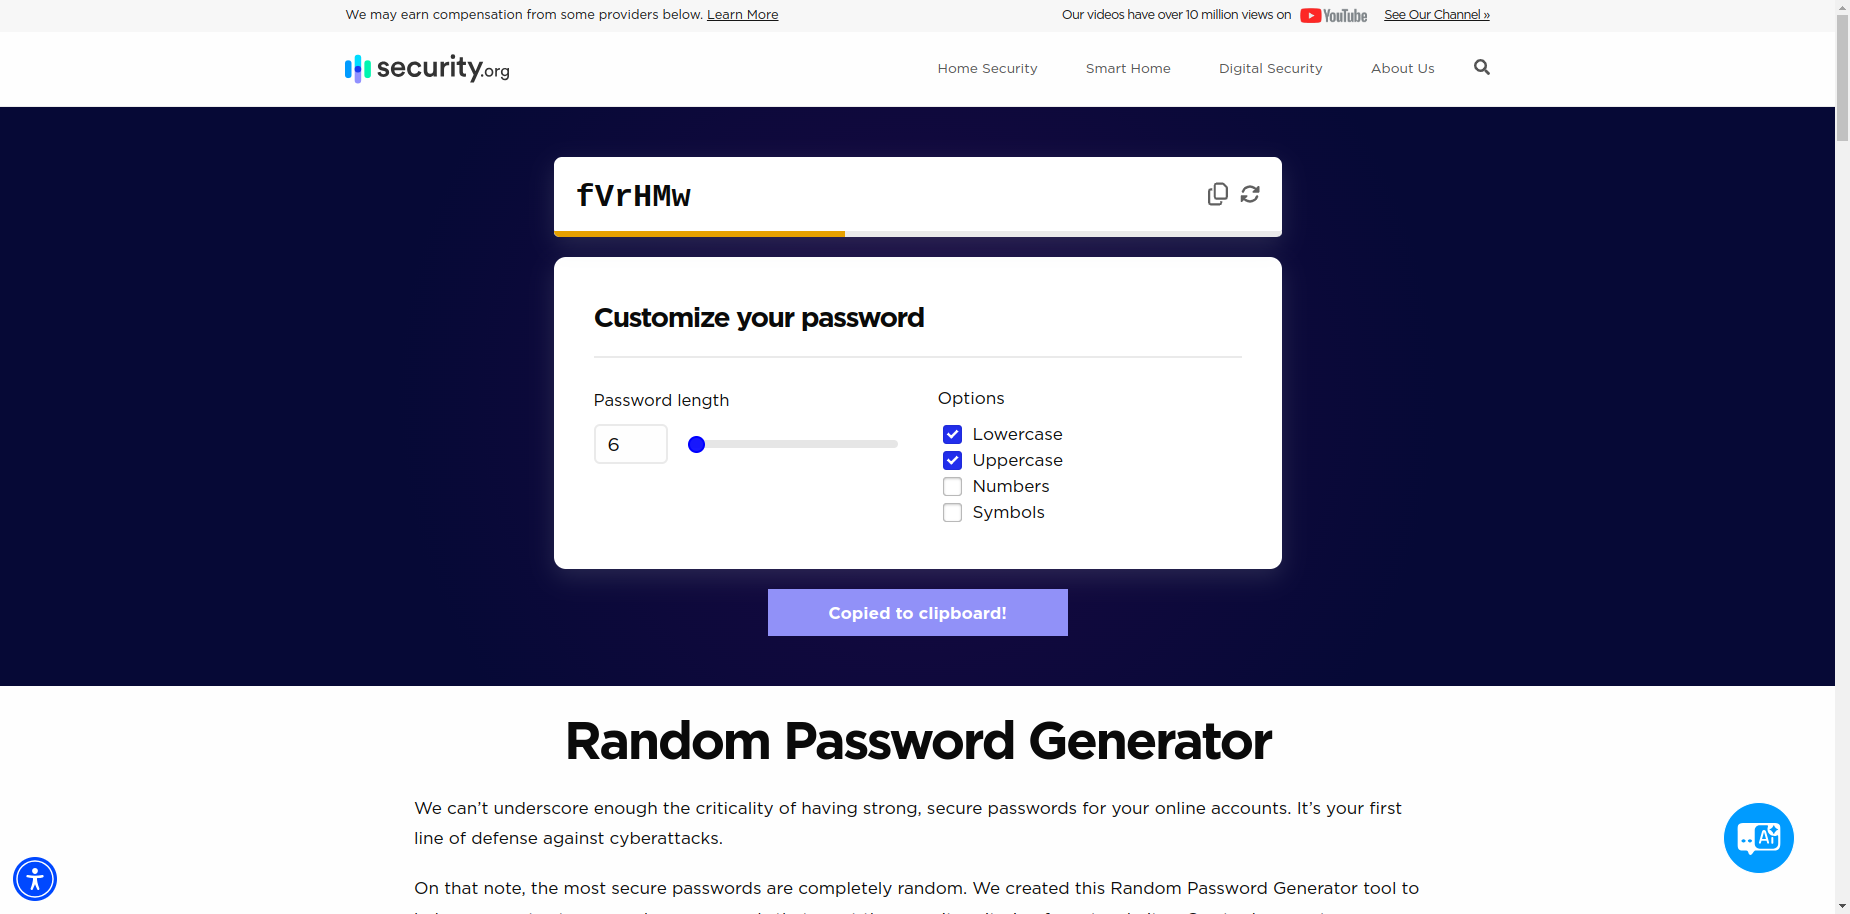 We may earn compensation from some providers below. Learn More
Our videos have over 10 million views on YouTube See Our Channel »
security.org
Home Security Smart Home Digital Security About Us
fVrHMw
Customize your password
Password length
Options
6
Lowercase
Uppercase
Numbers
Symbols
Copied to clipboard!
Random Password Generator
We can’t underscore enough the criticality of having strong, secure passwords for your online accounts. It’s your first
line of defense against cyberattacks.
Ai
On that note, the most secure passwords are completely random. We created this Random Password Generator tool to